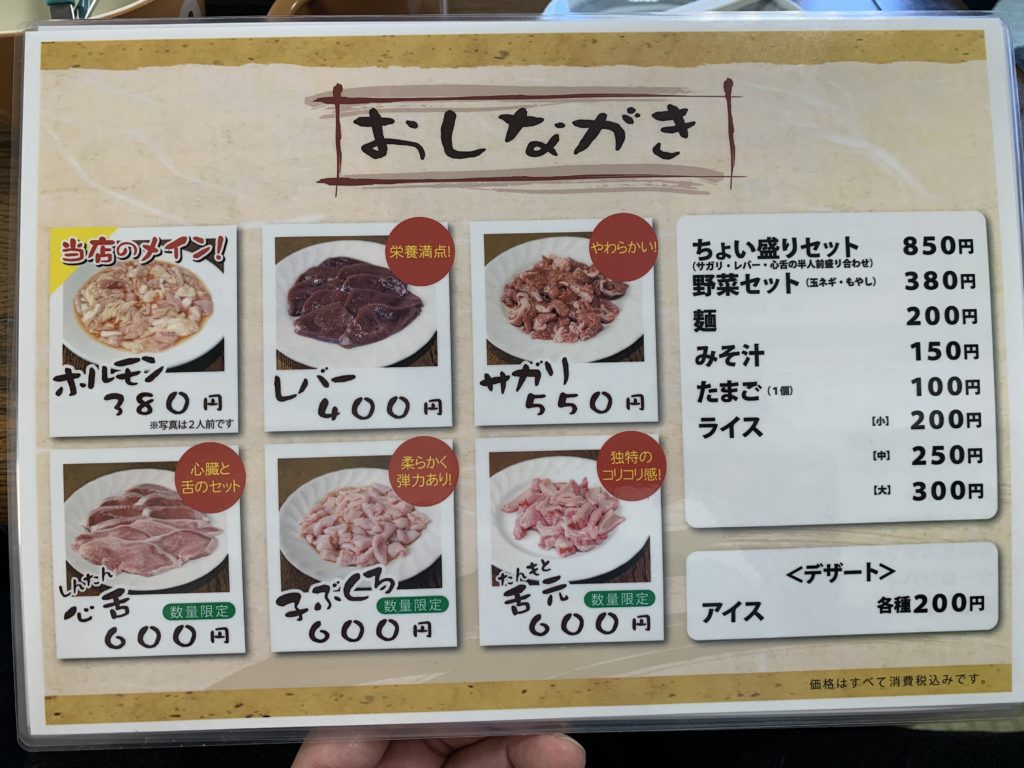 おしながき
当店のメイン!
ホルモン
380円
※写真は2人前です
栄養満点!
レバー
400円
やわらかい!
サガリ
550円
心臓と
舌のセット
しんたん
心舌
数量限定
600円
柔らかく
弾力あり!
子ぶくろ
数量限定
600円
独特の
コリコリ感!
たんもと
舌元
数量限定
600円
ちょい盛りセット 850円
(サガリ・レバー・心舌の半人前盛り合わせ)
野菜セット(玉ネギ・もやし) 380円
麺 200円
みそ汁 150円
たまご(1個) 100円
ライス [小] 200円
[中] 250円
[大] 300円
<デザート>
アイス 各種200円
価格はすべて消費税込みです。